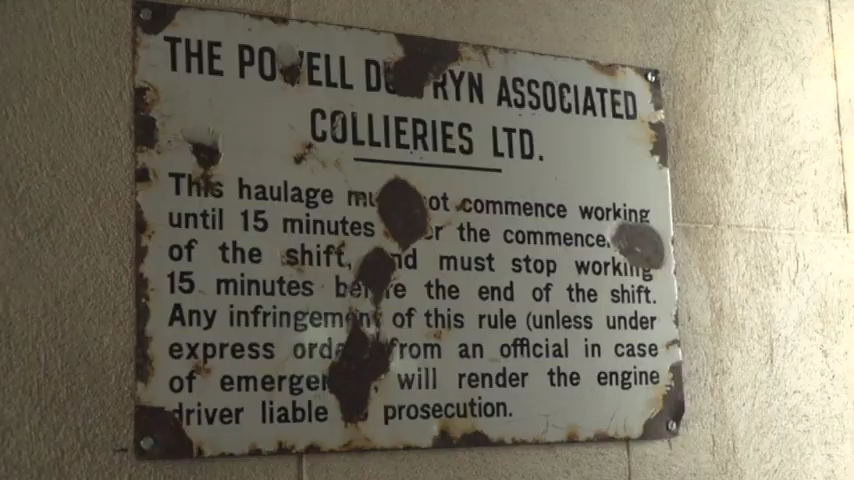 THE POWELL DUFFRYN ASSOCIATED
COLLIERIES LTD.
This haulage must not commence working
until 15 minutes after the commence.
of the shift, and must stop working
15 minutes before the end of the shift.
Any infringement of this rule (unless under
express order from an official in case
of emergency will render the engine
driver liable to prosecution.